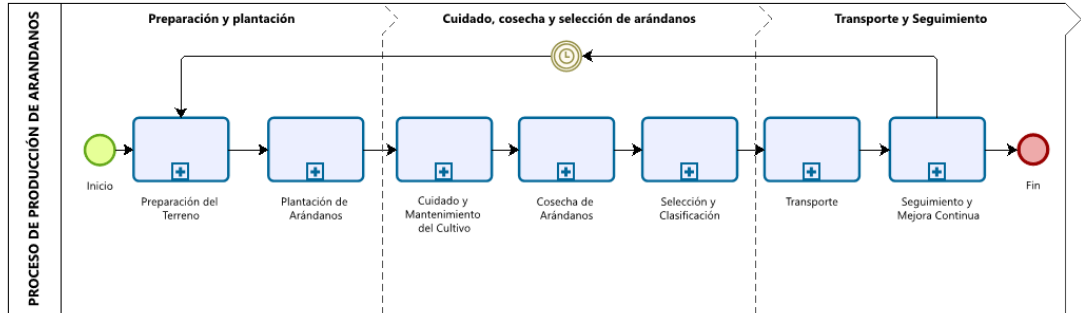 PROCESO DE PRODUCCIÓN DE ARANDANOS
Preparación y plantación
Cuidado, cosecha y selección de arándanos
Transporte y Seguimiento
Inicio
Preparación del
Terreno
Plantación de
Arándanos
Cuidado y
Mantenimiento
del Cultivo
Cosecha de
Arándanos
Selección y
Clasificación
Transporte
Seguimiento y
Mejora Continua
Fin